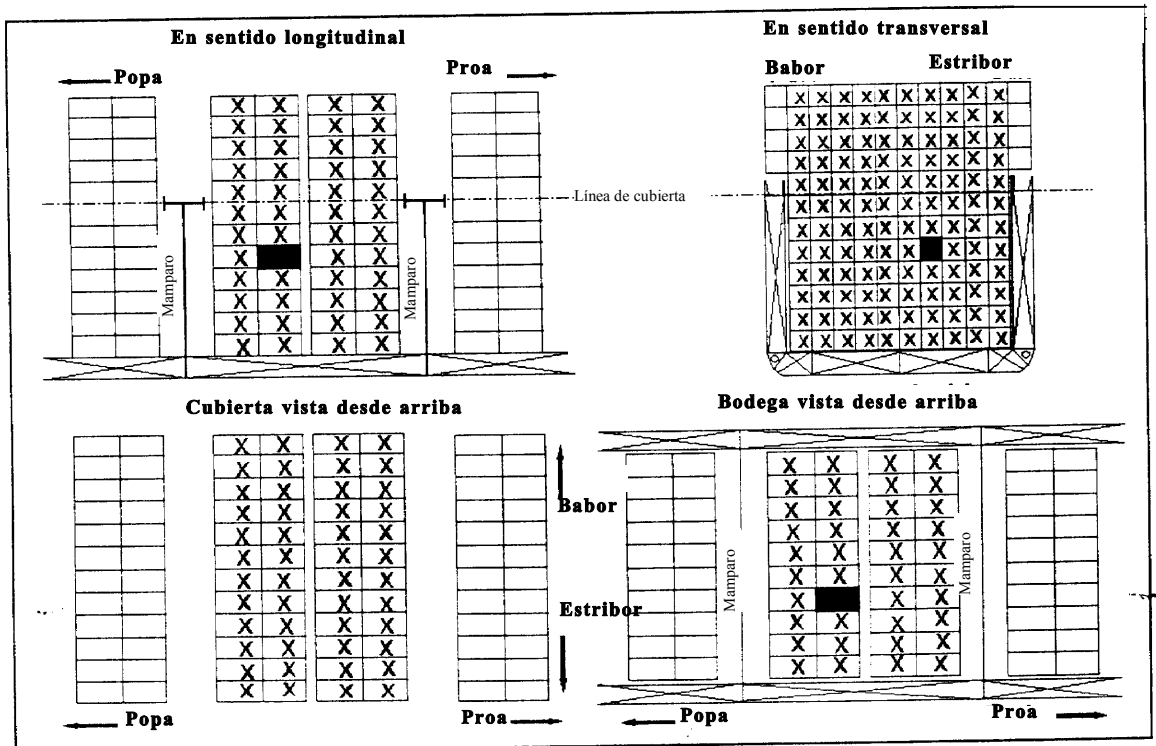 En sentido longitudinal
En sentido transversal
Popa
Proa
Babor
Estribor
Línea de cubierta
Mamparo
Mamparo
Cubierta vista desde arriba
Bodega vista desde arriba
Babor
Estribor
Mamparo
Mamparo
Popa
Proa
Popa
Proa